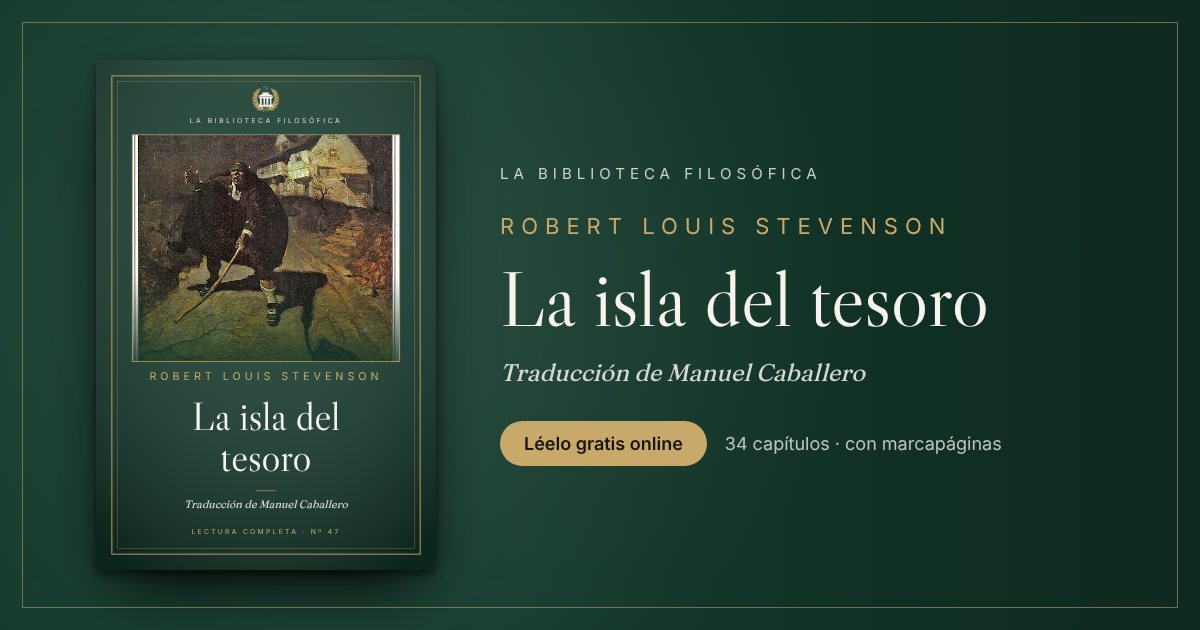 LA BIBLIOTECA FILOSÓFICA
ROBERT LOUIS STEVENSON
La isla del
tesoro
Traducción de Manuel Caballero
LECTURA COMPLETA · Nº 47
LA BIBLIOTECA FILOSÓFICA
ROBERT LOUIS STEVENSON
La isla del tesoro
Traducción de Manuel Caballero
Léelo gratis online
34 capítulos · con marcapáginas